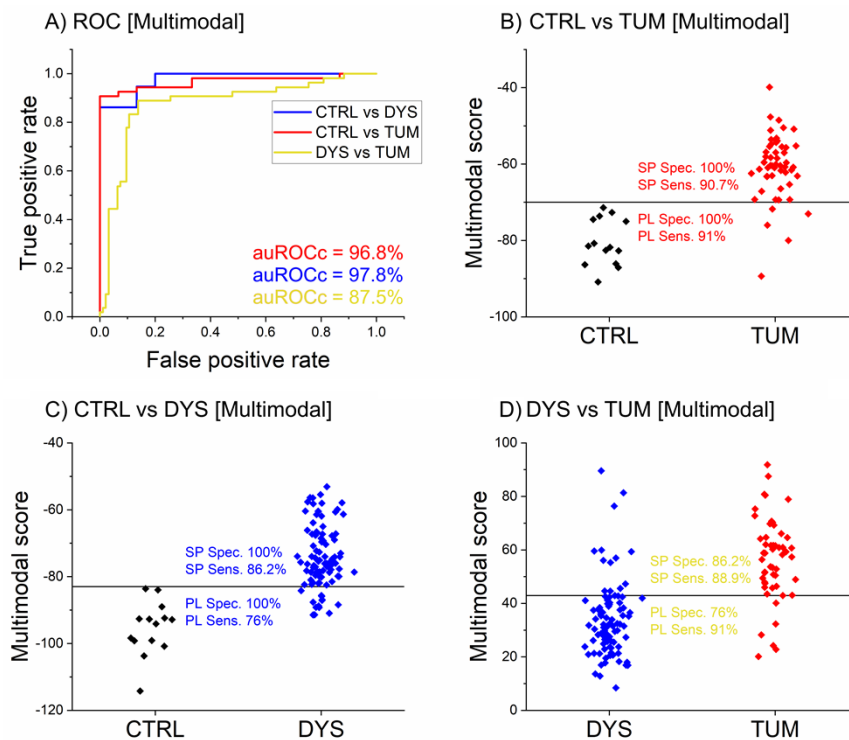 A) ROC [Multimodal]
True positive rate
1.0
0.8
0.6
0.4
0.2
0.0
CTRL vs DYS
CTRL vs TUM
DYS vs TUM
auROCc = 96.8%
auROCc = 97.8%
auROCc = 87.5%
0.0 0.2 0.4 0.6 0.8 1.0
False positive rate
B) CTRL vs TUM [Multimodal]
Multimodal score
-40
-60
-80
-100
SP Spec. 100%
SP Sens. 90.7%
PL Spec. 100%
PL Sens. 91%
CTRL TUM
C) CTRL vs DYS [Multimodal]
Multimodal score
-40
-60
-80
-100
-120
SP Spec. 100%
SP Sens. 86.2%
PL Spec. 100%
PL Sens. 76%
CTRL DYS
D) DYS vs TUM [Multimodal]
Multimodal score
100
80
60
40
20
0
SP Spec. 86.2%
SP Sens. 88.9%
PL Spec. 76%
PL Sens. 91%
DYS TUM